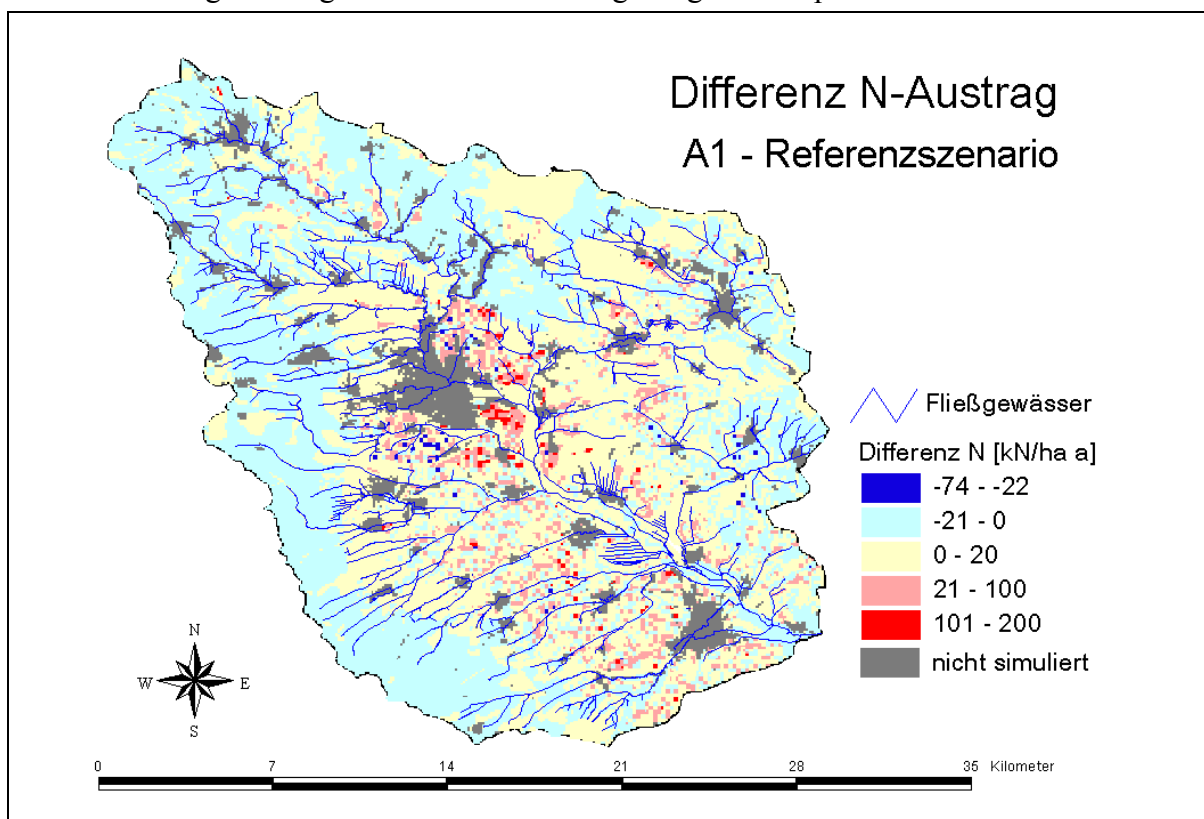 Differenz N-Austrag
A1 - Referenzszenario
Fließgewässer
Differenz N [kN/ha a]
-74 - -22
-21 - 0
0 - 20
21 - 100
101 - 200
nicht simuliert
N
W E
S
0 7 14 21 28 35 Kilometer